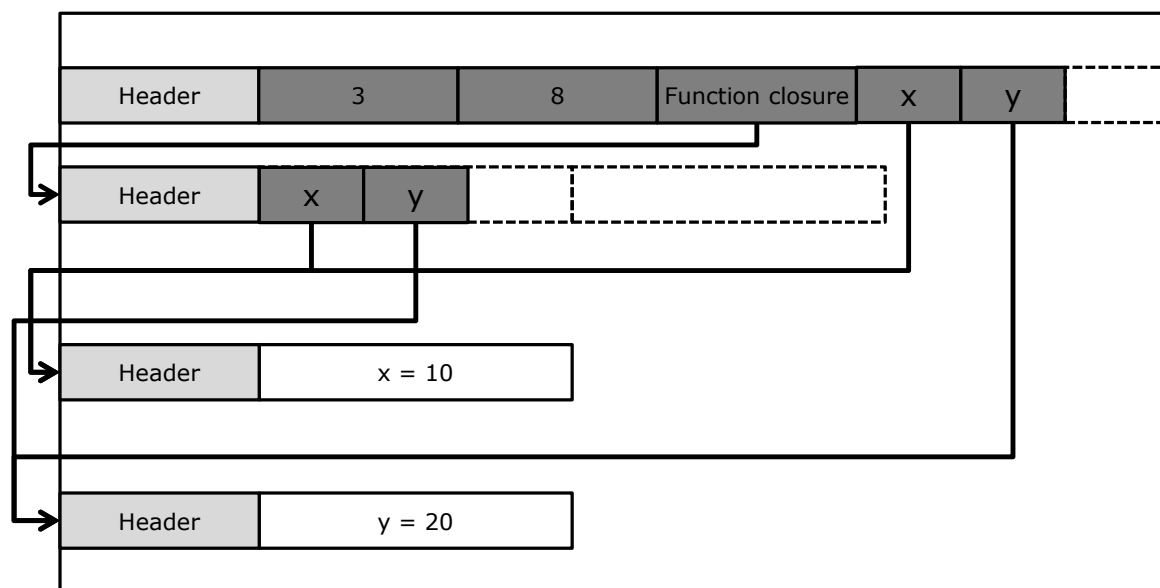 Header 3 8 Function closure x y
Header x y
Header x = 10
Header y = 20